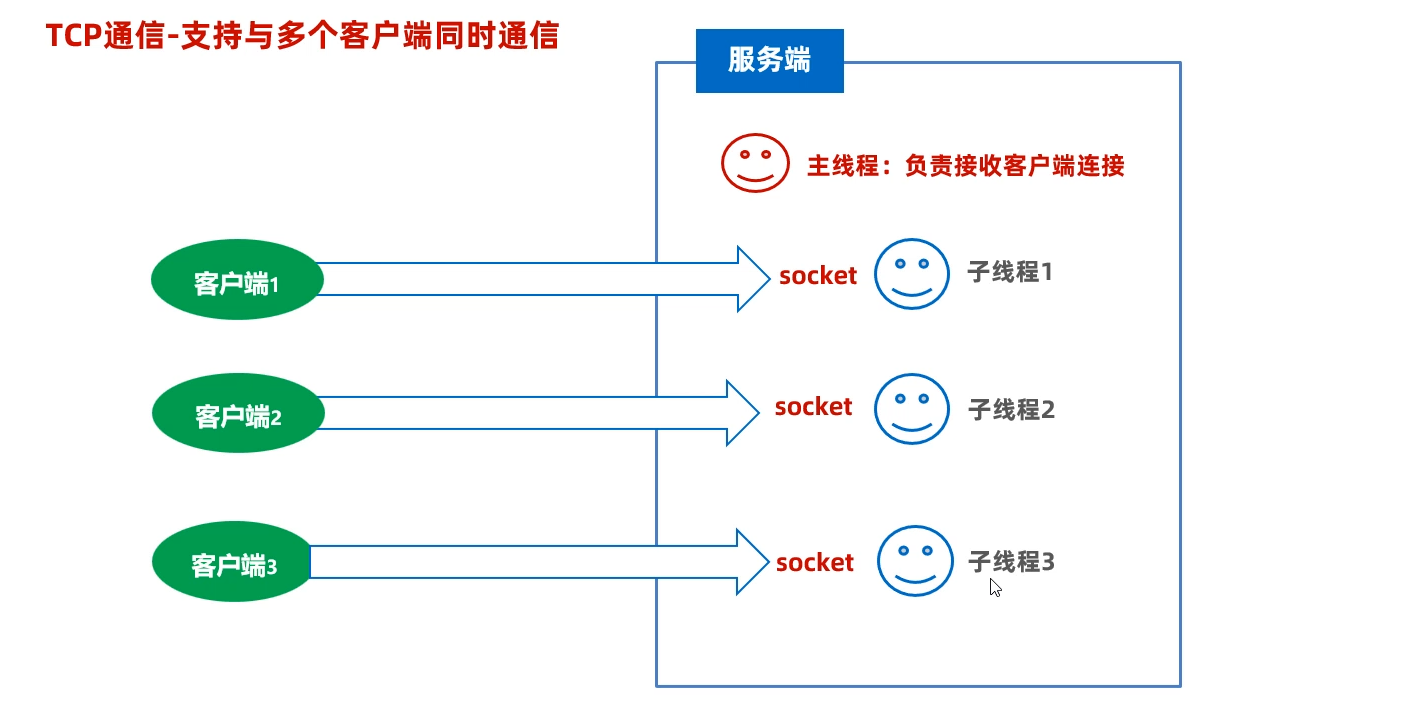 TCP通信-支持与多个客户端同时通信
服务端
主线程：负责接收客户端连接
客户端1
socket
子线程1
客户端2
socket
子线程2
客户端3
socket
子线程3